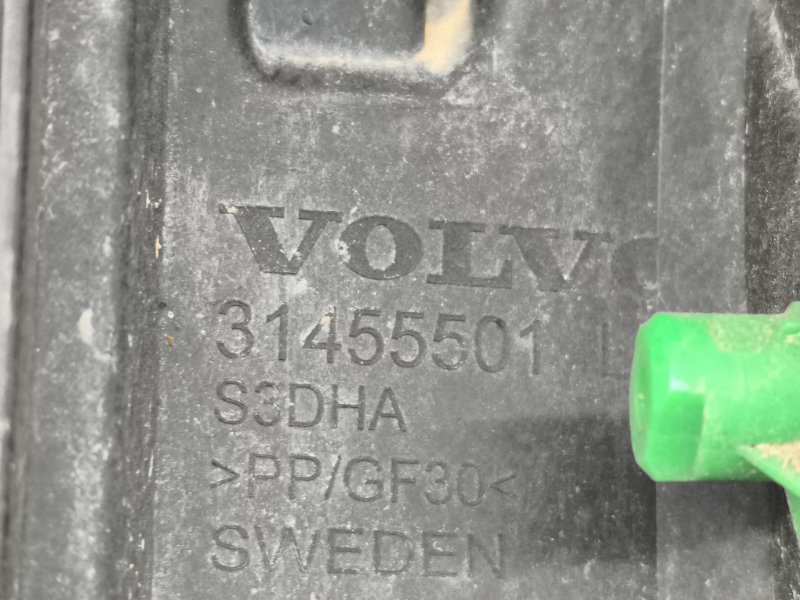 VOLVO
31455501 L
S3DHA
>PP/GF30<
SWEDEN